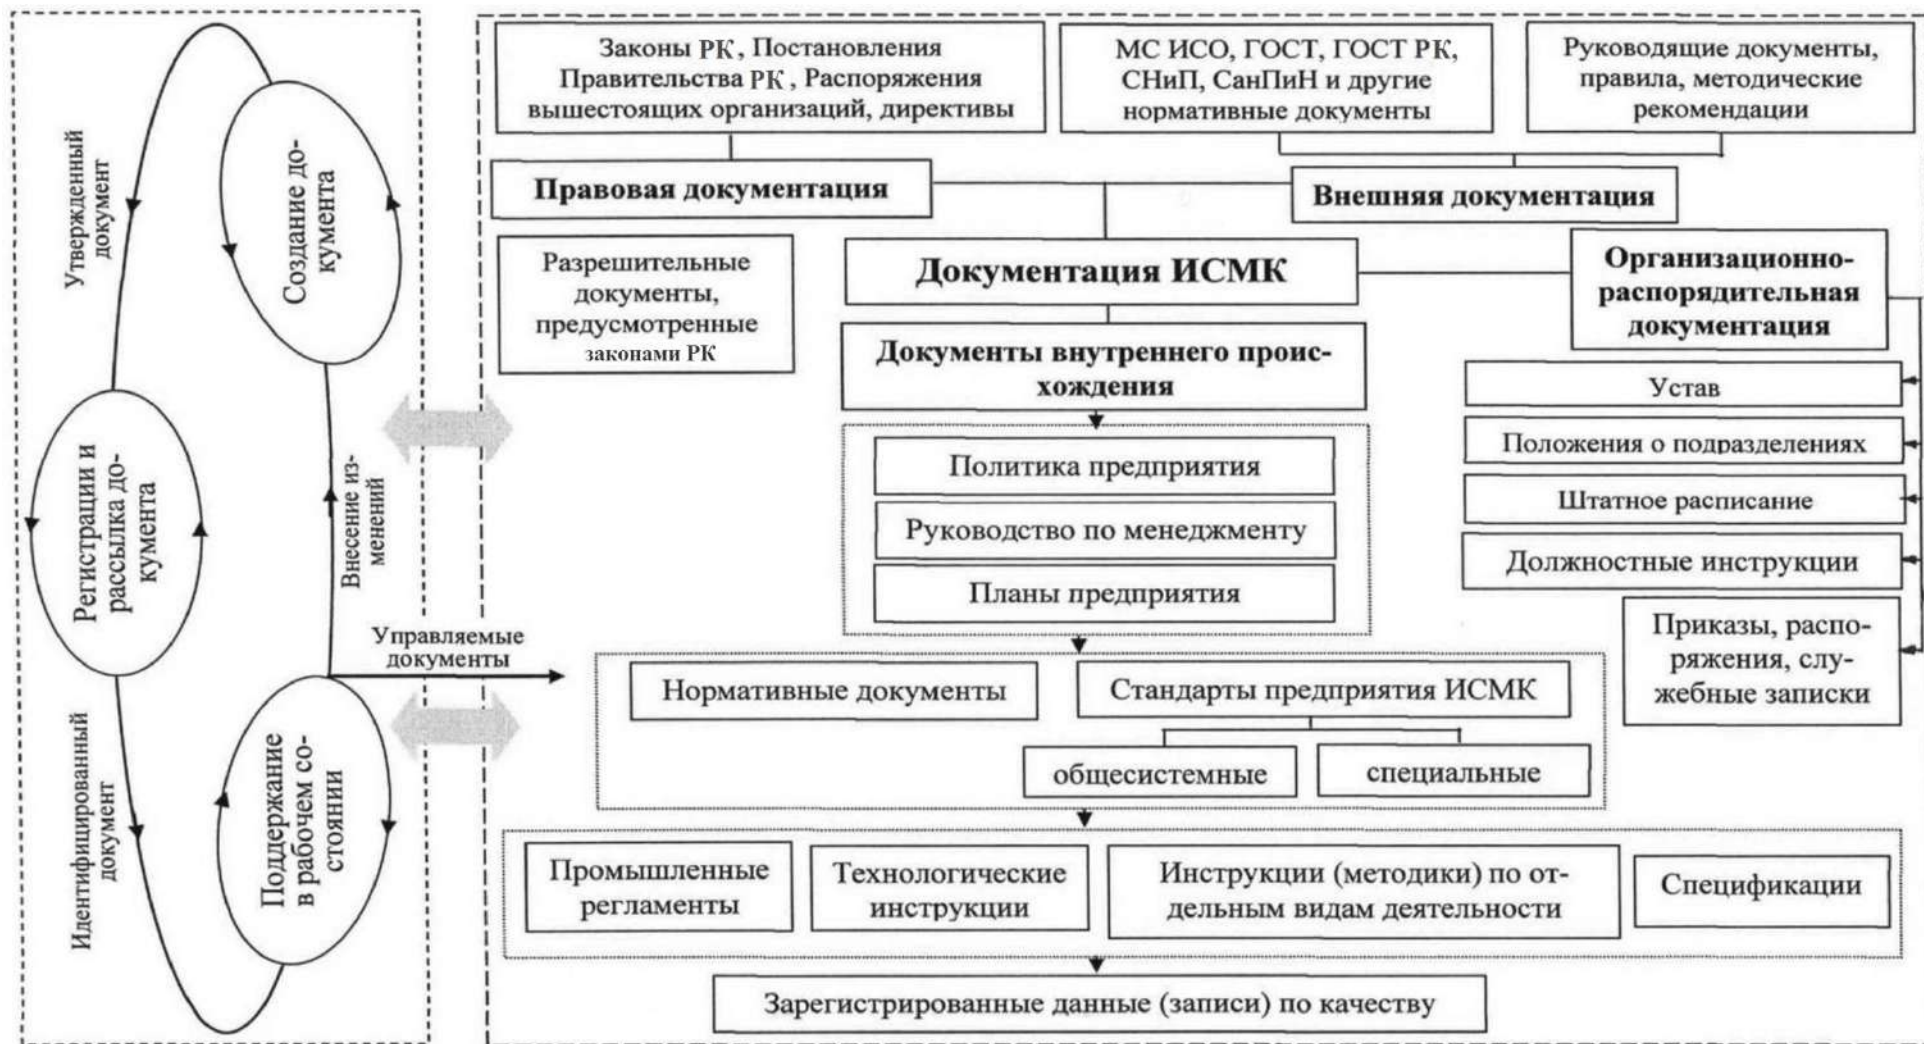 Утвержденный
документ
Создание до-
кумента
Регистрации и
рассылка до-
кумента
Внесение из-
менений
Идентифицированный
документ
Поддержание
в рабочем со-
стоянии
Управляемые
документы
Законы РК, Постановления
Правительства РК, Распоряжения
вышестоящих организаций, директивы
МС ИСО, ГОСТ, ГОСТ РК,
СНиП, СанПиН и другие
нормативные документы
Руководящие документы,
правила, методические
рекомендации
Правовая документация
Внешняя документация
Разрешительные
документы,
предусмотренные
законами РК
Документация ИСМК
Организационно-
распорядительная
документация
Документы внутреннего проис-
хождения
Устав
Положения о подразделениях
Штатное расписание
Должностные инструкции
Приказы, распо-
ряжения, слу-
жебные записки
Политика предприятия
Руководство по менеджменту
Планы предприятия
Нормативные документы
Стандарты предприятия ИСМК
общесистемные
специальные
Промышленные
регламенты
Технологические
инструкции
Инструкции (методики) по от-
дельным видам деятельности
Спецификации
Зарегистрированные данные (записи) по качеству